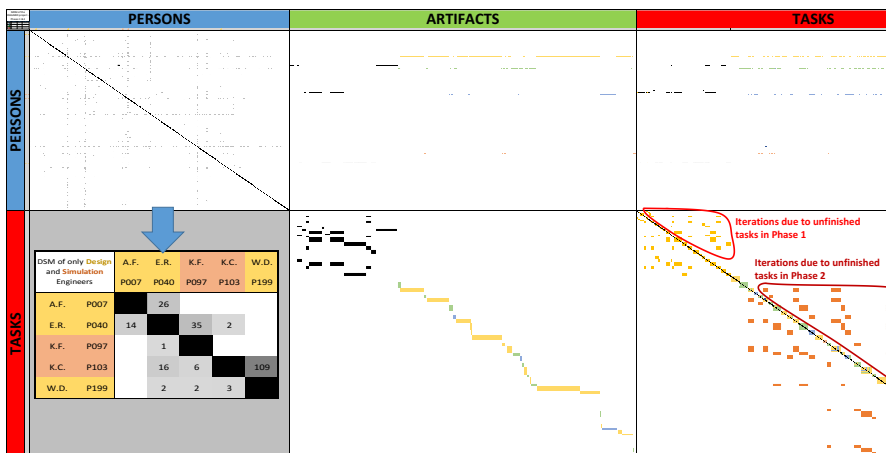 PERSONS
ARTIFACTS
TASKS
PERSONS
Iterations due to unfinished
tasks in Phase 1
Iterations due to unfinished
tasks in Phase 2
TASKS
DSM of only Design
and Simulation
Engineers
A.F. E.R. K.F. K.C. W.D.
P007 P040 P097 P103 P199
A.F. P007 26
E.R. P040 14 35 2
K.F. P097 1
K.C. P103 16 6 109
W.D. P199 2 2 3